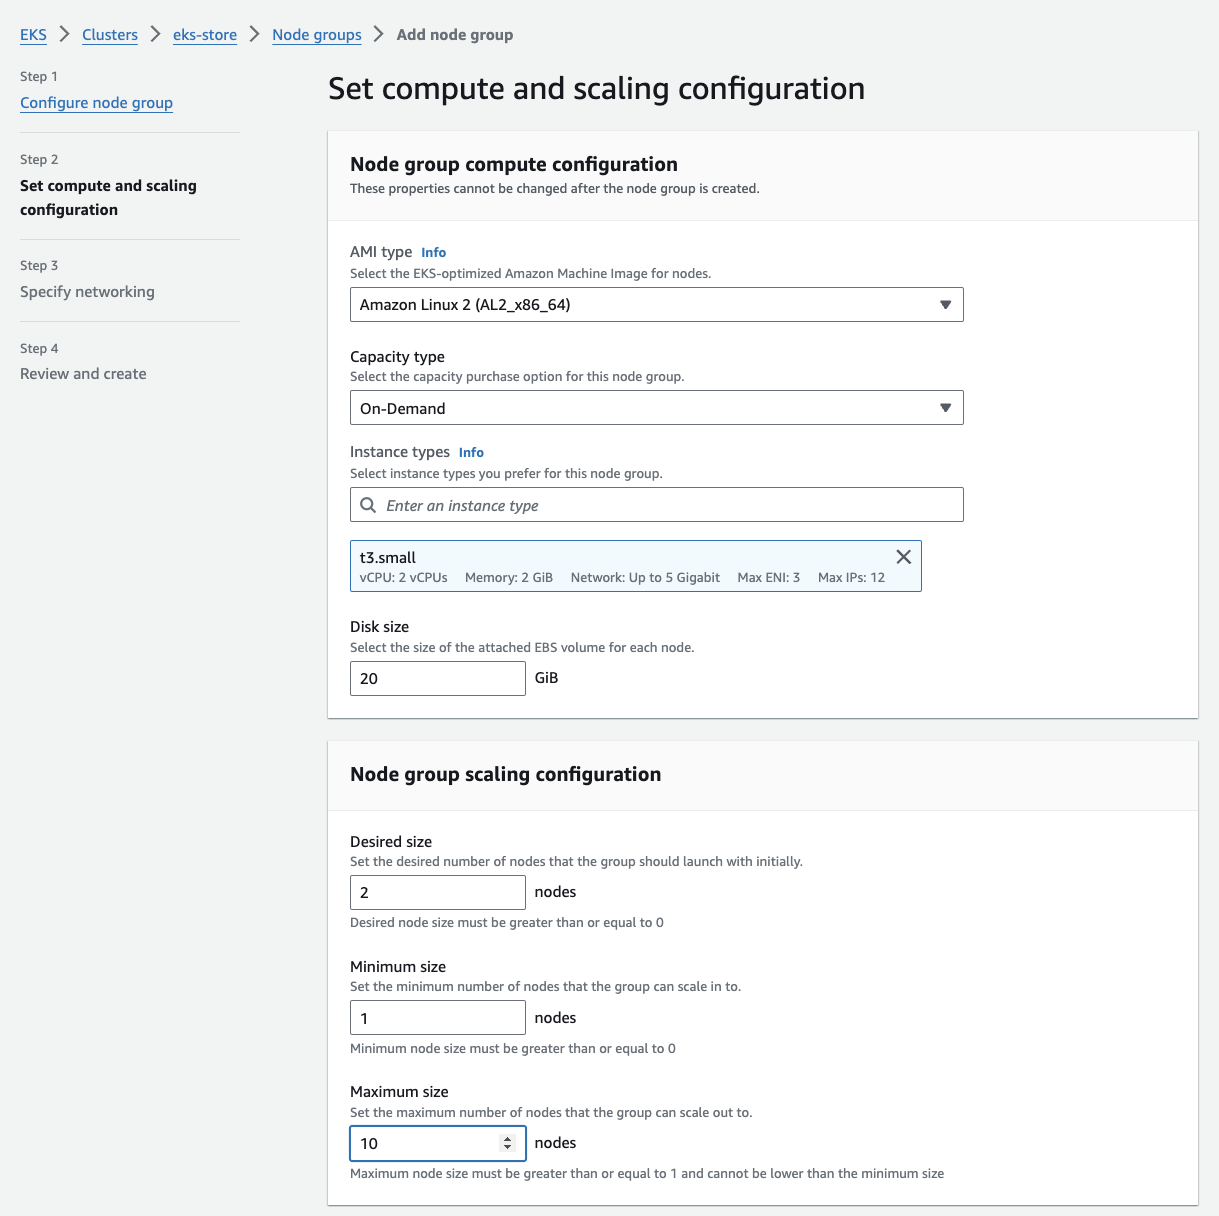 EKS > Clusters > eks-store > Node groups > Add node group
Step 1
Configure node group
Step 2
Set compute and scaling
configuration
Step 3
Specify networking
Step 4
Review and create
Set compute and scaling configuration
Node group compute configuration
These properties cannot be changed after the node group is created.
AMI type Info
Select the EKS-optimized Amazon Machine Image for nodes.
Amazon Linux 2 (AL2_x86_64)
Capacity type
Select the capacity purchase option for this node group.
On-Demand
Instance types Info
Select instance types you prefer for this node group.
Enter an instance type
t3.small
vCPU: 2 vCPUs Memory: 2 GiB Network: Up to 5 Gigabit Max ENI: 3 Max IPs: 12
Disk size
Select the size of the attached EBS volume for each node.
20 GiB
Node group scaling configuration
Desired size
Set the desired number of nodes that the group should launch with initially.
2 nodes
Desired node size must be greater than or equal to 0
Minimum size
Set the minimum number of nodes that the group can scale in to.
1 nodes
Minimum node size must be greater than or equal to 0
Maximum size
Set the maximum number of nodes that the group can scale out to.
10 nodes
Maximum node size must be greater than or equal to 1 and cannot be lower than the minimum size